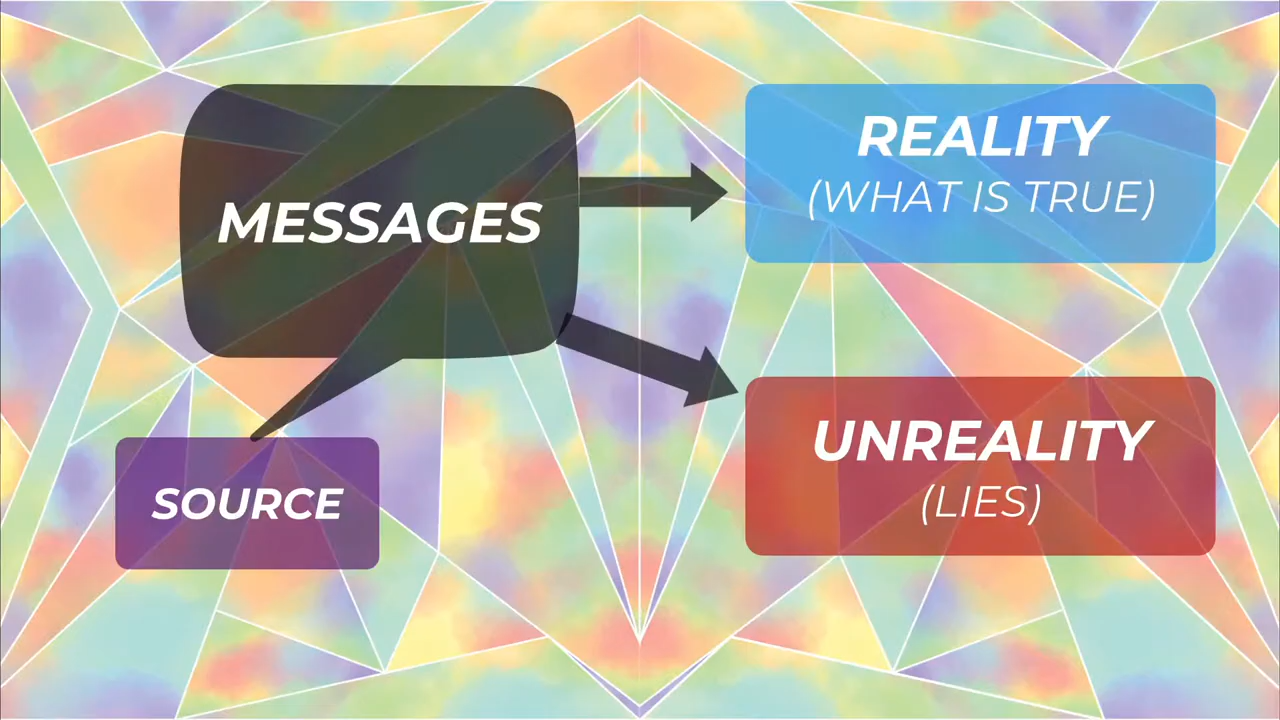 MESSAGES
SOURCE
REALITY
(WHAT IS TRUE)
UNREALITY
(LIES)